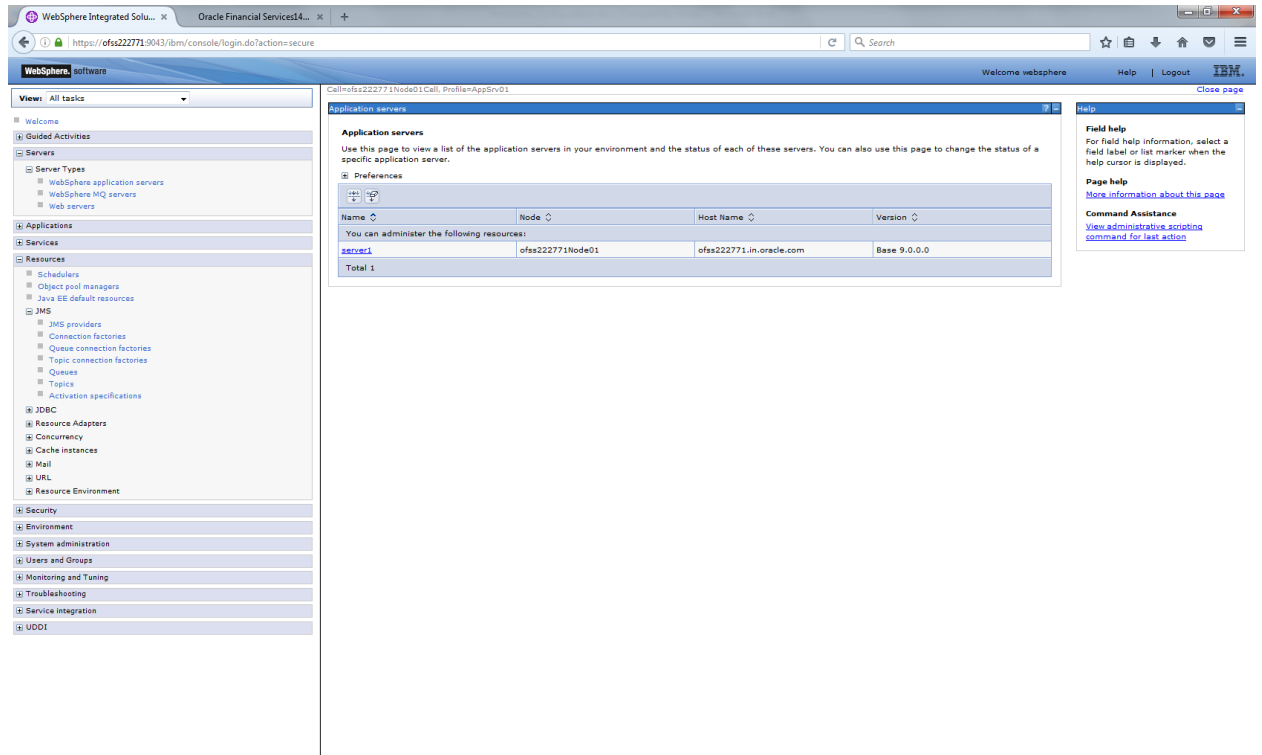 WebSphere Integrated Solu... ×
Oracle Financial Services14... ×
+
https://ofss222771:9043/ibm/console/login.do?action=secure
Search
WebSphere. software
Welcome websphere
Help | Logout
IBM.
View: All tasks
Cell=ofss222771Node01Cell, Profile=AppSrv01
Close page
Welcome
Guided Activities
Servers
Server Types
WebSphere application servers
WebSphere MQ servers
Web servers
Applications
Services
Resources
Schedulers
Object pool managers
Java EE default resources
JMS
JMS providers
Connection factories
Queue connection factories
Topic connection factories
Queues
Topics
Activation specifications
JDBC
Resource Adapters
Concurrency
Cache instances
Mail
URL
Resource Environment
Security
Environment
System administration
Users and Groups
Monitoring and Tuning
Troubleshooting
Service integration
UDDI
Application servers
? -
Application servers
Use this page to view a list of the application servers in your environment and the status of each of these servers. You can also use this page to change the status of a
specific application server.
Preferences
Name Node Host Name Version
You can administer the following resources:
server1 ofss222771Node01 ofss222771.in.oracle.com Base 9.0.0.0
Total 1
Help
Field help
For field help information, select a
field label or list marker when the
help cursor is displayed.
Page help
More information about this page
Command Assistance
View administrative scripting
command for last action